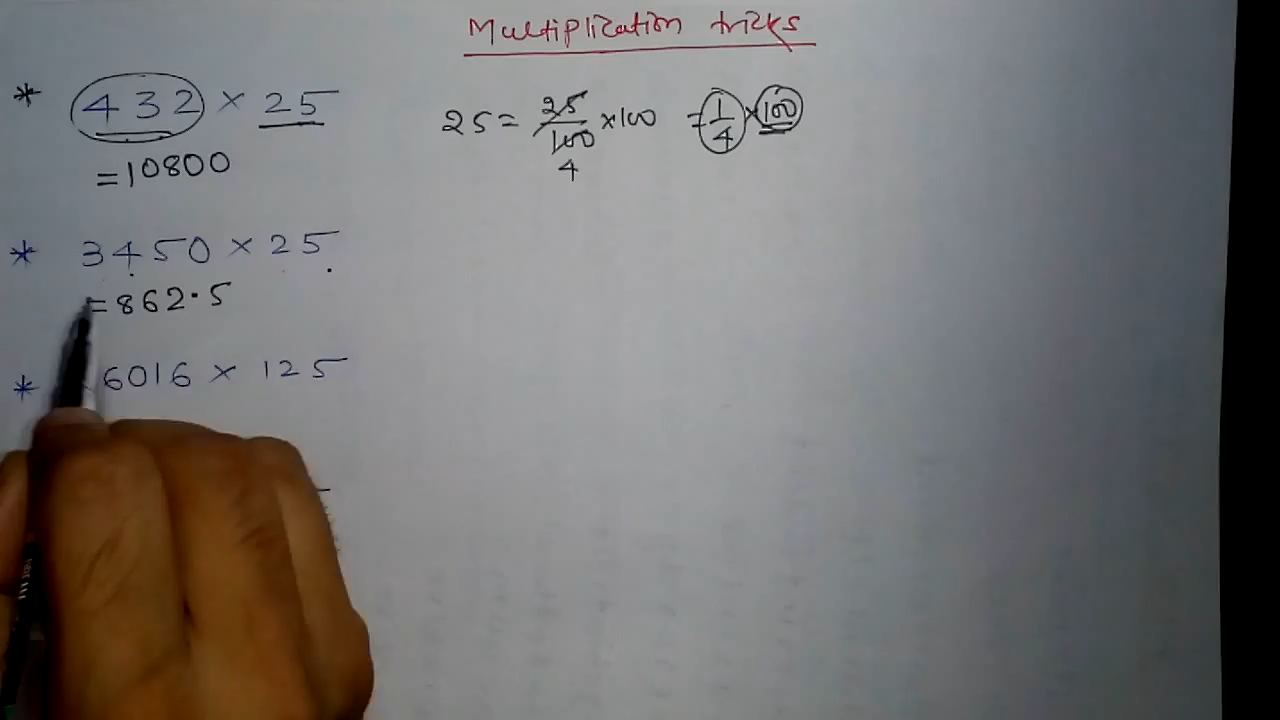 Multiplication tricks
* 432 × 25
= 10800
25 = 25/100 × 100 = 1/4 × 100
4
* 3450 × 25
= 862.5
* 6016 × 125